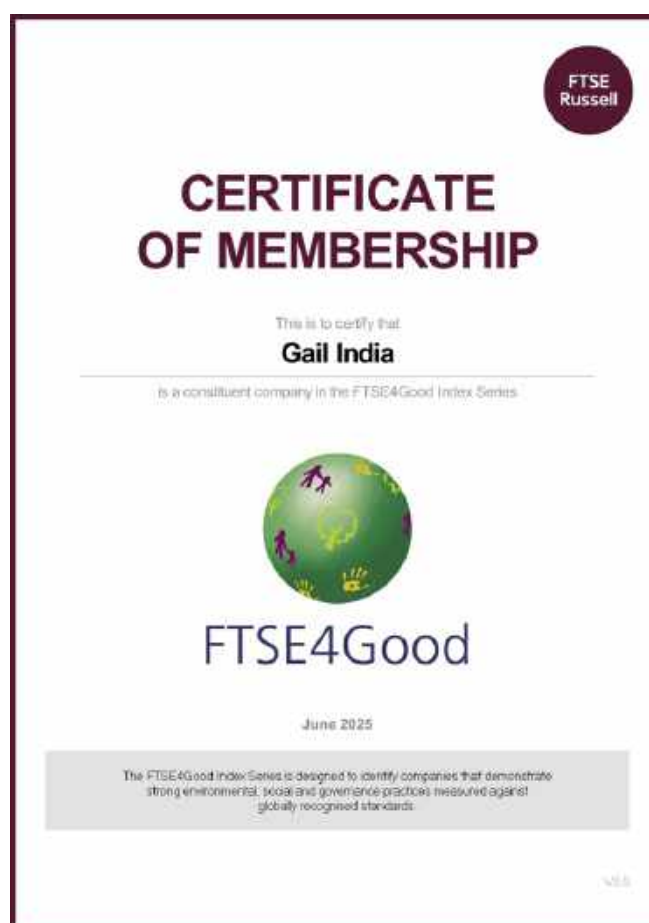 FTSE
Russell
CERTIFICATE
OF MEMBERSHIP
This is to certify that
Gail India
is a constituent company in the FTSE4Good Index Series
FTSE4Good
June 2025
The FTSE4Good Index Series is designed to identify companies that demonstrate
strong environmental, social and governance practices measured against
globally recognised standards.